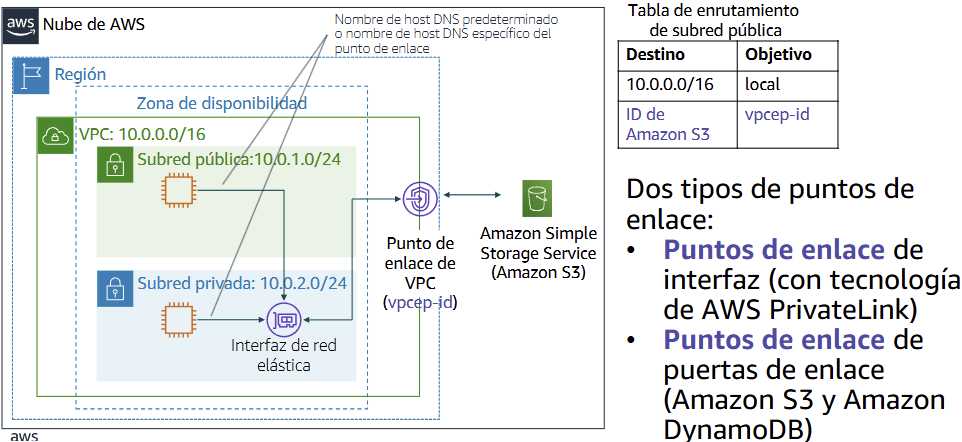 aws
Nube de AWS
Nombre de host DNS predeterminado
o nombre de host DNS específico del
punto de enlace
Región
Zona de disponibilidad
VPC: 10.0.0.0/16
Subred pública:10.0.1.0/24
Subred privada: 10.0.2.0/24
Interfaz de red
elástica
Punto de
enlace de
VPC
(vpcep-id)
Amazon Simple
Storage Service
(Amazon S3)
aws
Tabla de enrutamiento
de subred pública
Destino Objetivo
10.0.0.0/16 local
ID de vpcep-id
Amazon S3
Dos tipos de puntos de
enlace:
• Puntos de enlace de
interfaz (con tecnología
de AWS PrivateLink)
• Puntos de enlace de
puertas de enlace
(Amazon S3 y Amazon
DynamoDB)